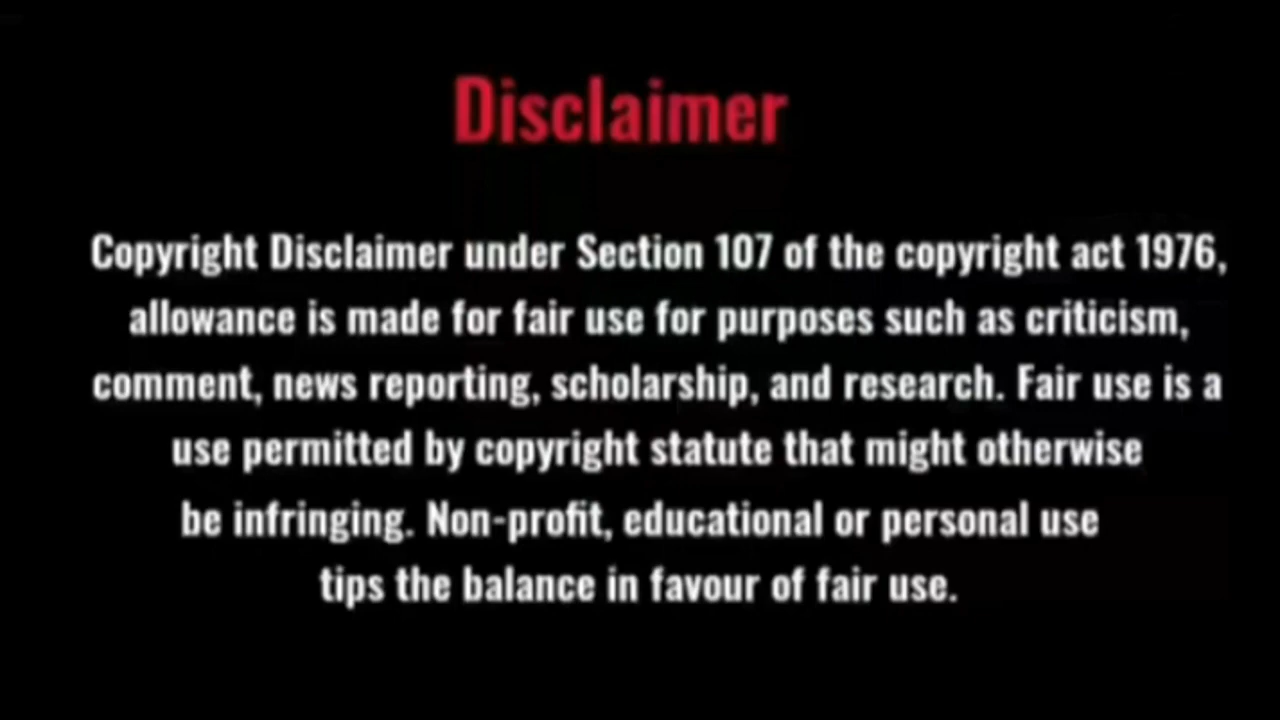 Disclaimer
Copyright Disclaimer under Section 107 of the copyright act 1976,
allowance is made for fair use for purposes such as criticism,
comment, news reporting, scholarship, and research. Fair use is a
use permitted by copyright statute that might otherwise
be infringing. Non-profit, educational or personal use
tips the balance in favour of fair use.